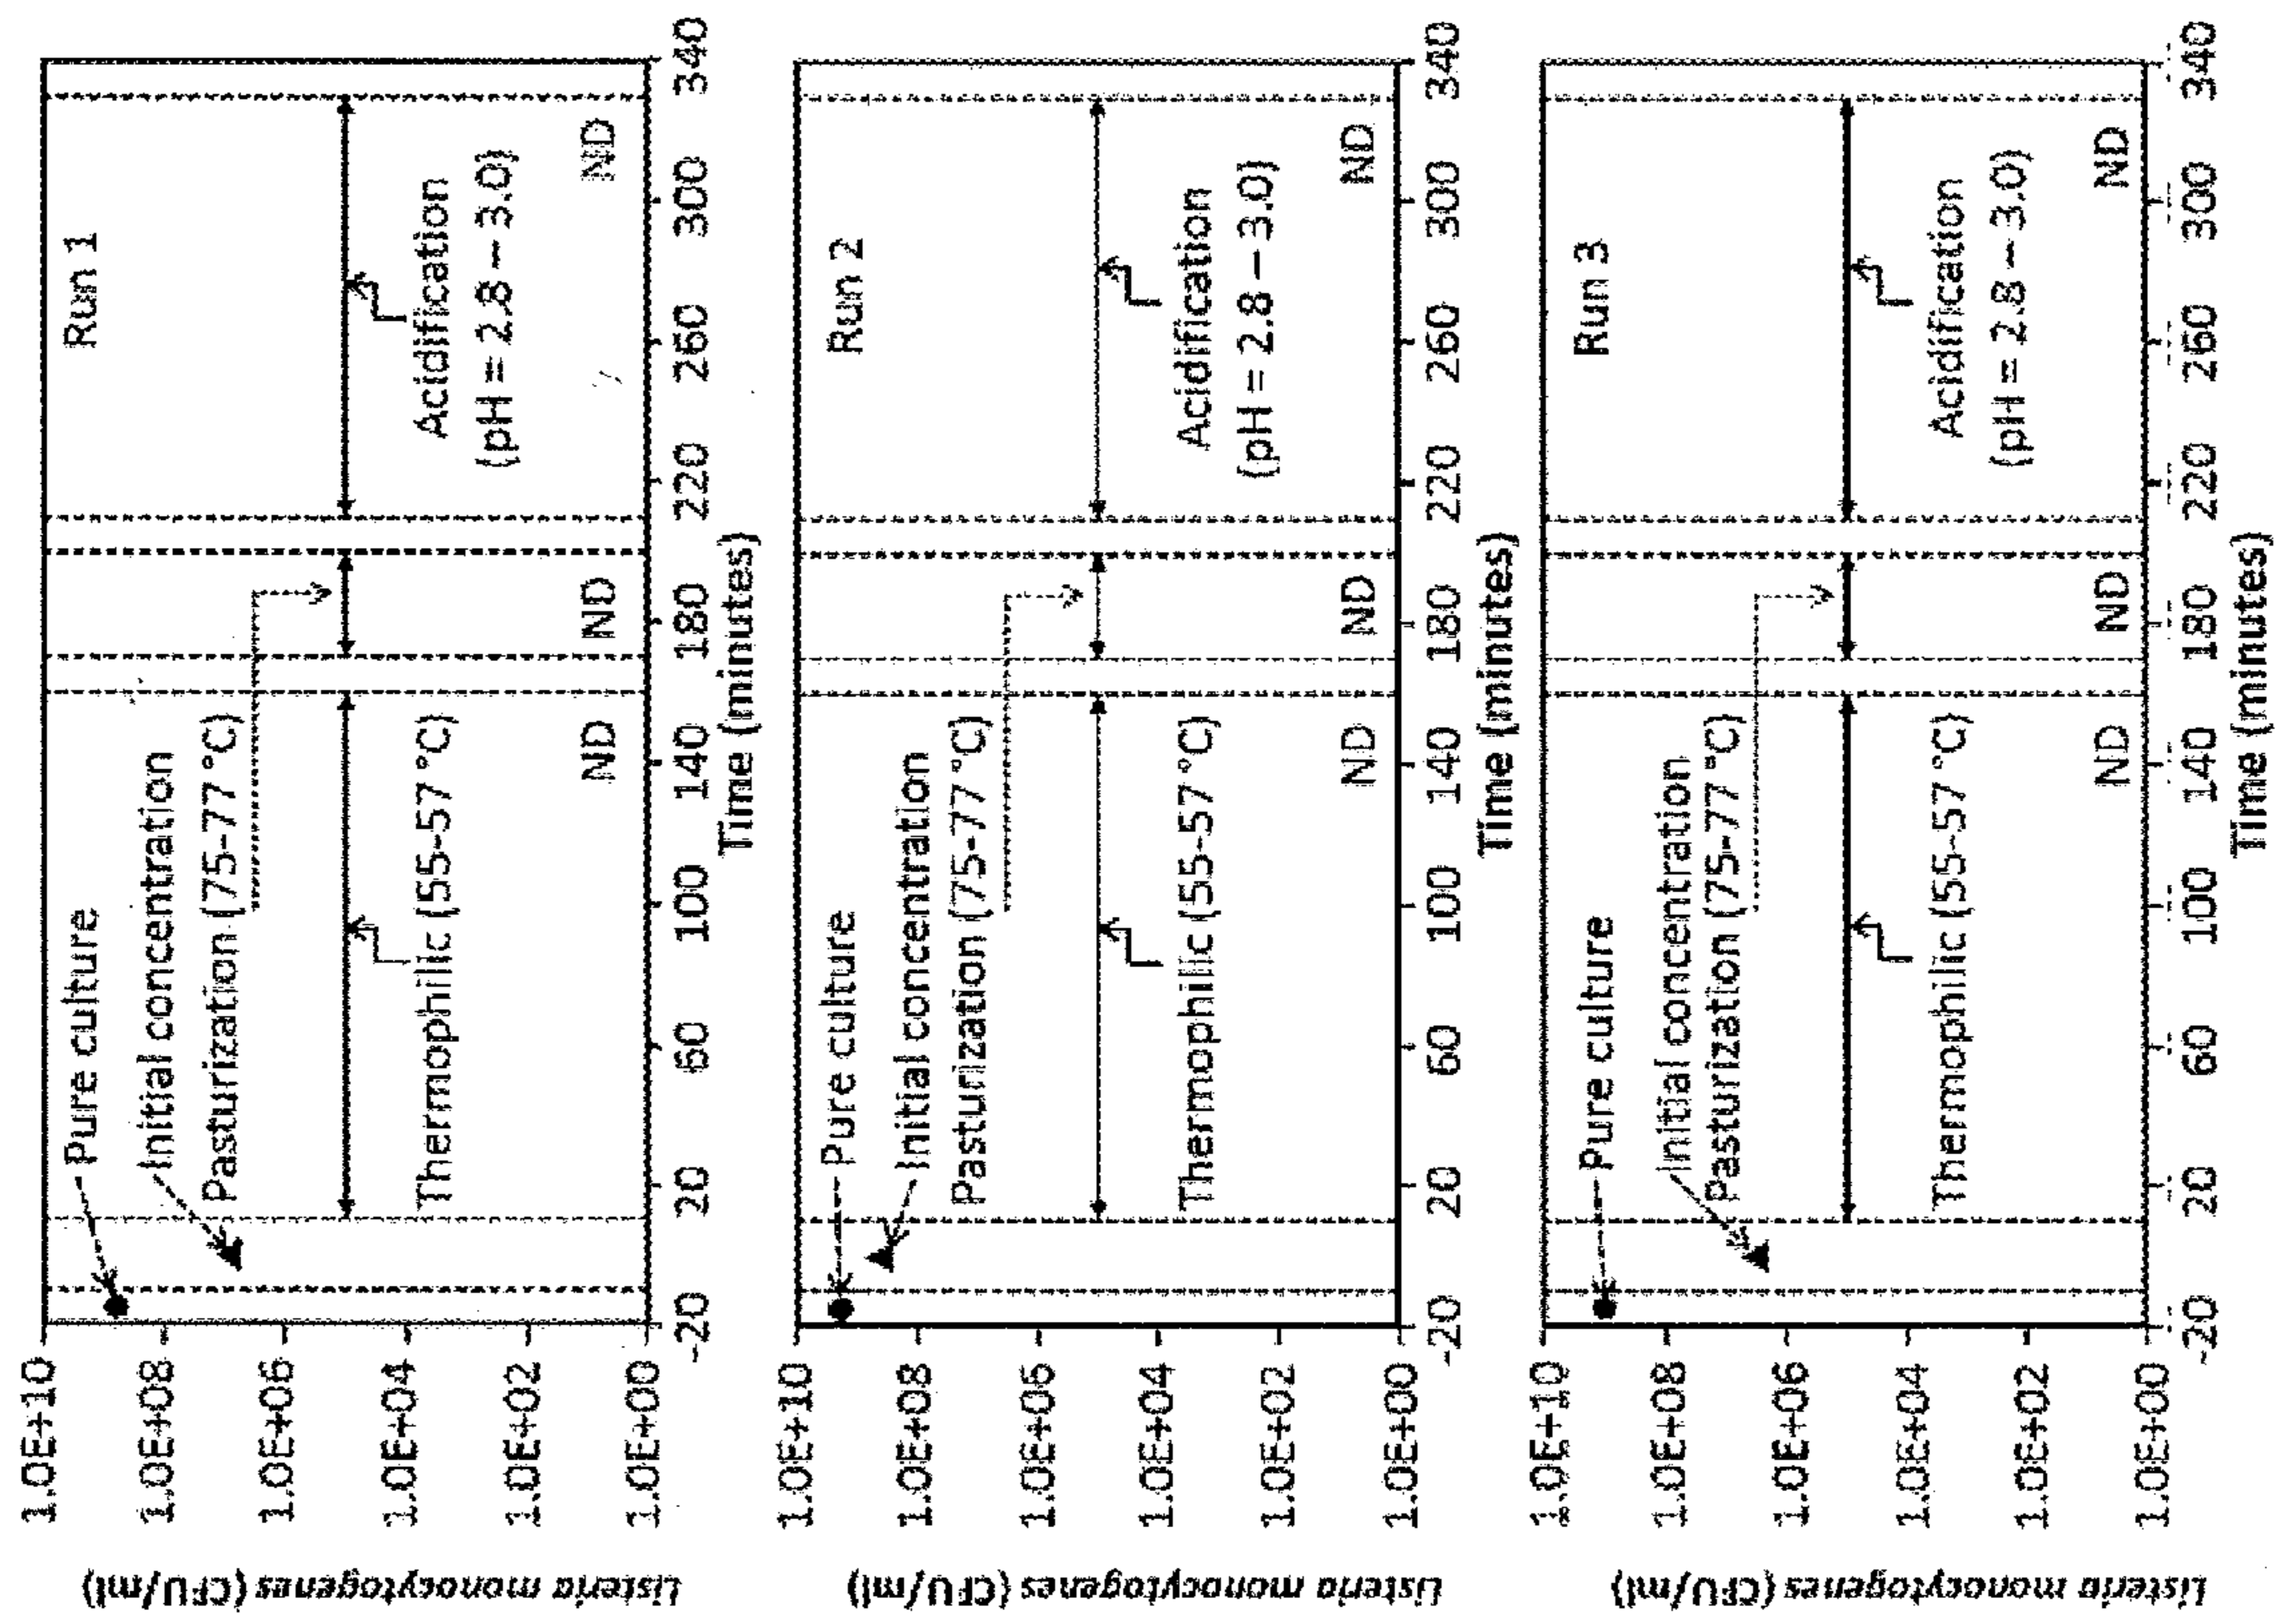 Listeria monocytogenes (CFU/ml)
1.0E+10
1.0E+08
1.0E+06
1.0E+04
1.0E+02
1.0E+00
Run 1
Pure culture
Initial concentration
Pasturization (75-77 °C)
Thermophilic (55-57 °C)
Acidification
(pH = 2.8 – 3.0)
ND
ND
ND
-20
20
60
100
140
180
220
260
300
340
Time (minutes)
Listeria monocytogenes (CFU/ml)
1.0E+10
1.0E+08
1.0E+06
1.0E+04
1.0E+02
1.0E+00
Run 2
Pure culture
Initial concentration
Pasturization (75-77 °C)
Thermophilic (55-57 °C)
Acidification
(pH = 2.8 – 3.0)
ND
ND
ND
-20
20
60
100
140
180
220
260
300
340
Time (minutes)
Listeria monocytogenes (CFU/ml)
1.0E+10
1.0E+08
1.0E+06
1.0E+04
1.0E+02
1.0E+00
Run 3
Pure culture
Initial concentration
Pasturization (75-77 °C)
Thermophilic (55-57 °C)
Acidification
(pH = 2.8 – 3.0)
ND
ND
ND
-20
20
60
100
140
180
220
260
300
340
Time (minutes)